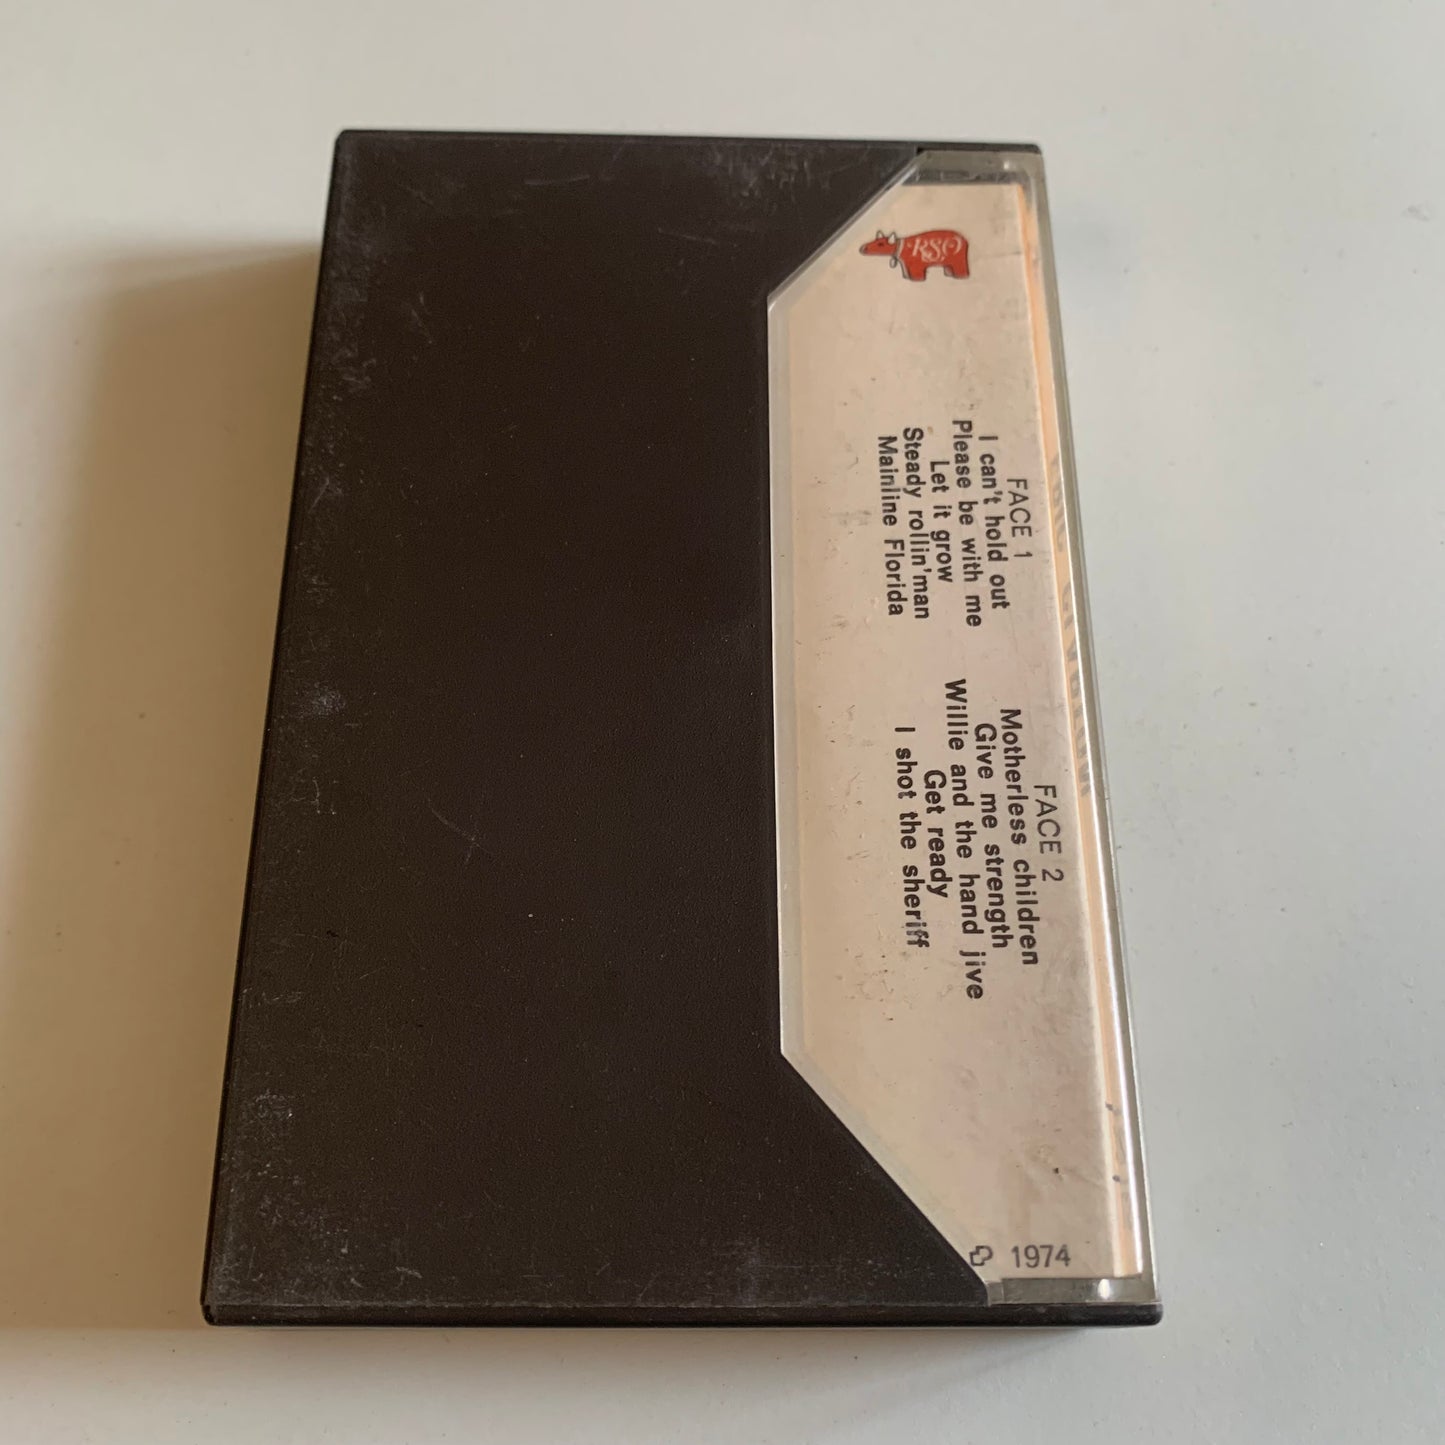 RSO
FACE 1
I can't hold out
Please be with me
Let it grow
Steady rollin'man
Mainline Florida
FACE 2
Motherless children
Give me strength
Willie and the hand jive
Get ready
I shot the sheriff
1974